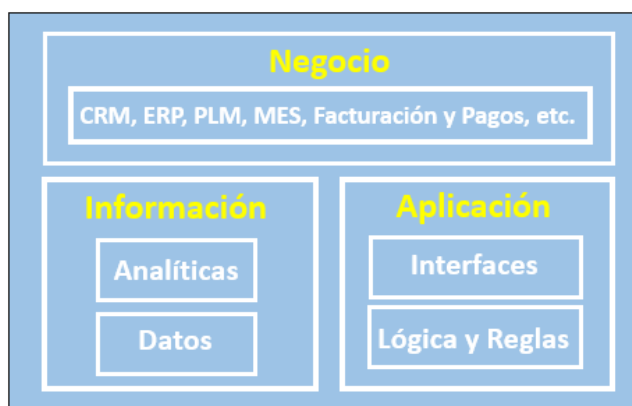 Negocio
CRM, ERP, PLM, MES, Facturación y Pagos, etc.
Información
Analíticas
Datos
Aplicación
Interfaces
Lógica y Reglas